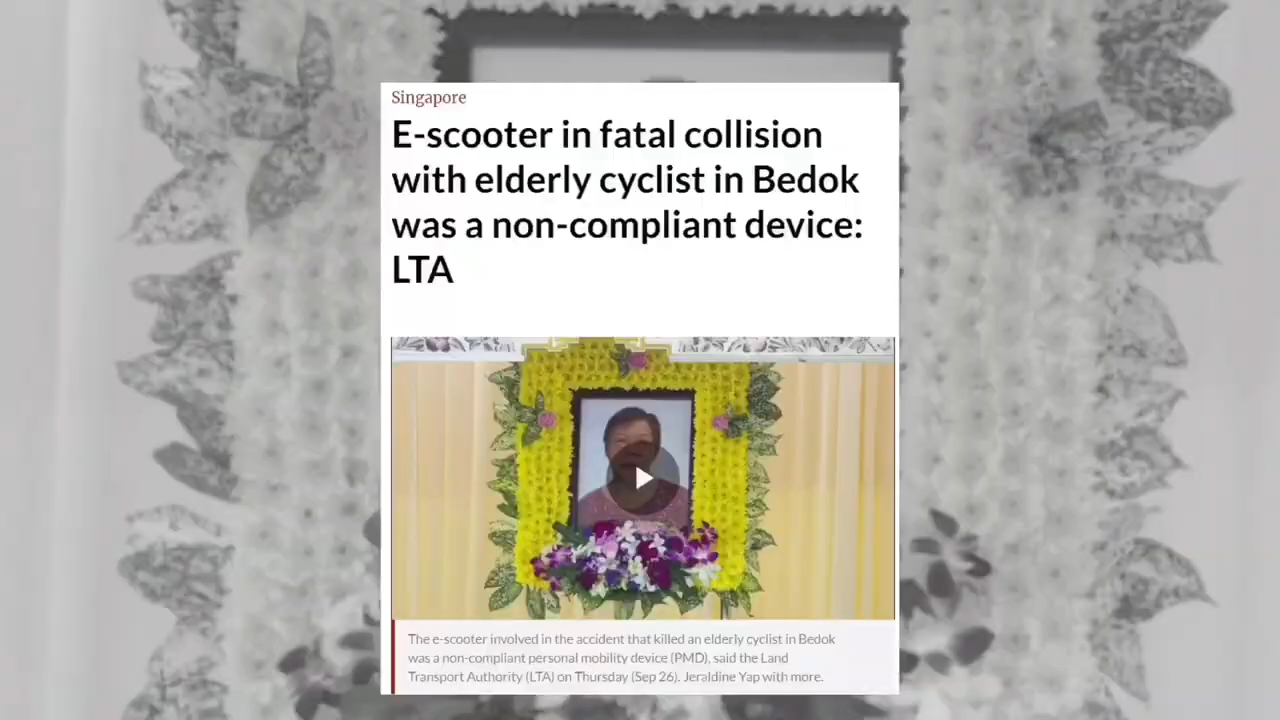 Singapore
E-scooter in fatal collision
with elderly cyclist in Bedok
was a non-compliant device:
LTA
The e-scooter involved in the accident that killed an elderly cyclist in Bedok
was a non-compliant personal mobility device (PMD), said the Land
Transport Authority (LTA) on Thursday (Sep 26). Jeraldine Yap with more.